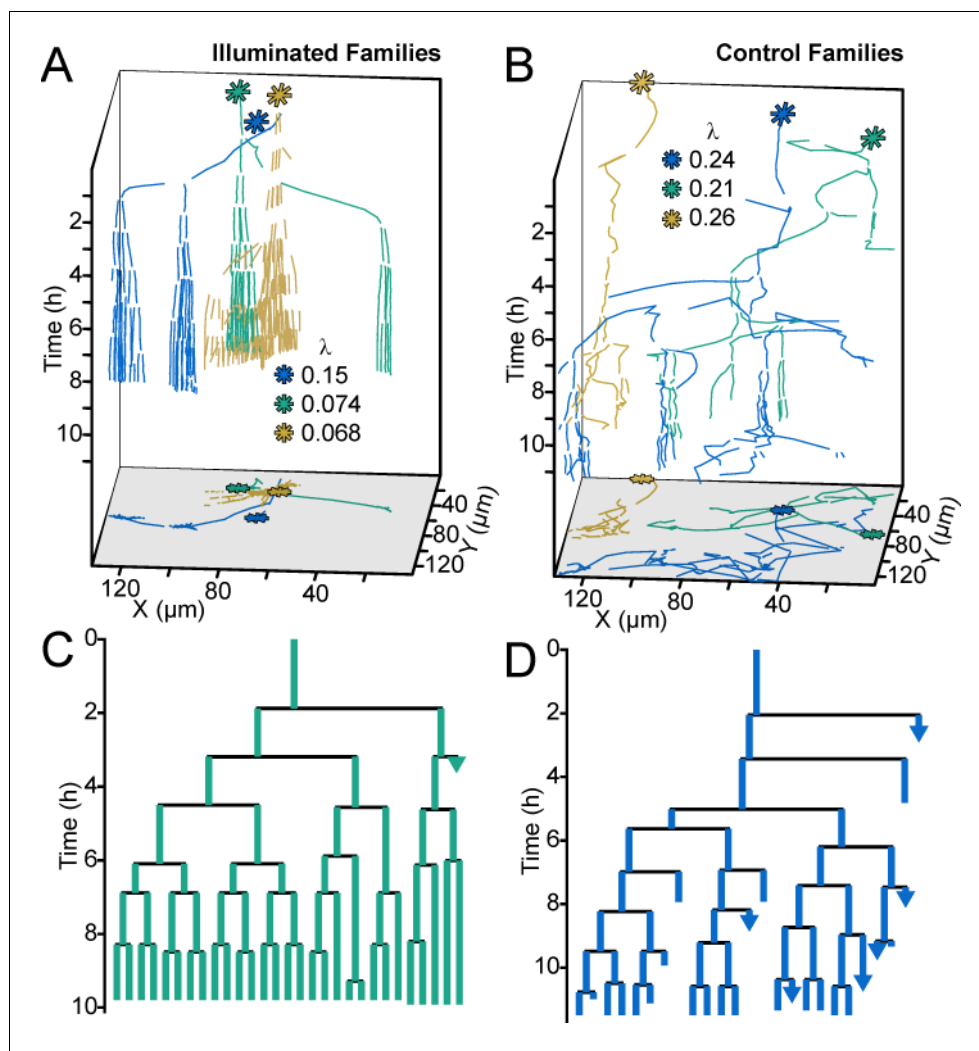 A
Illuminated Families
2
4
6
8
10
Time (h)
λ
0.15
0.074
0.068
40
80
120
Y (µm)
120
80
40
X (µm)
B
Control Families
λ
0.24
0.21
0.26
2
4
6
8
10
Time (h)
40
80
120
Y (µm)
120
80
40
X (µm)
C
0
2
4
6
8
10
Time (h)
D
0
2
4
6
8
10
Time (h)